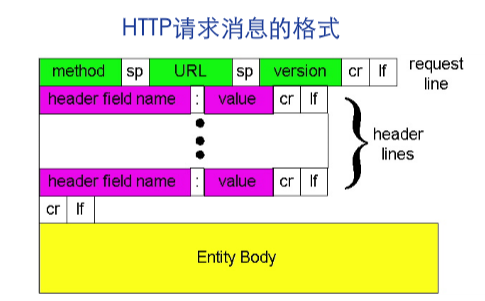 HTTP请求消息的格式
method sp URL sp version cr lf request line
header field name : value cr lf
header lines
header field name : value cr lf
cr lf
Entity Body